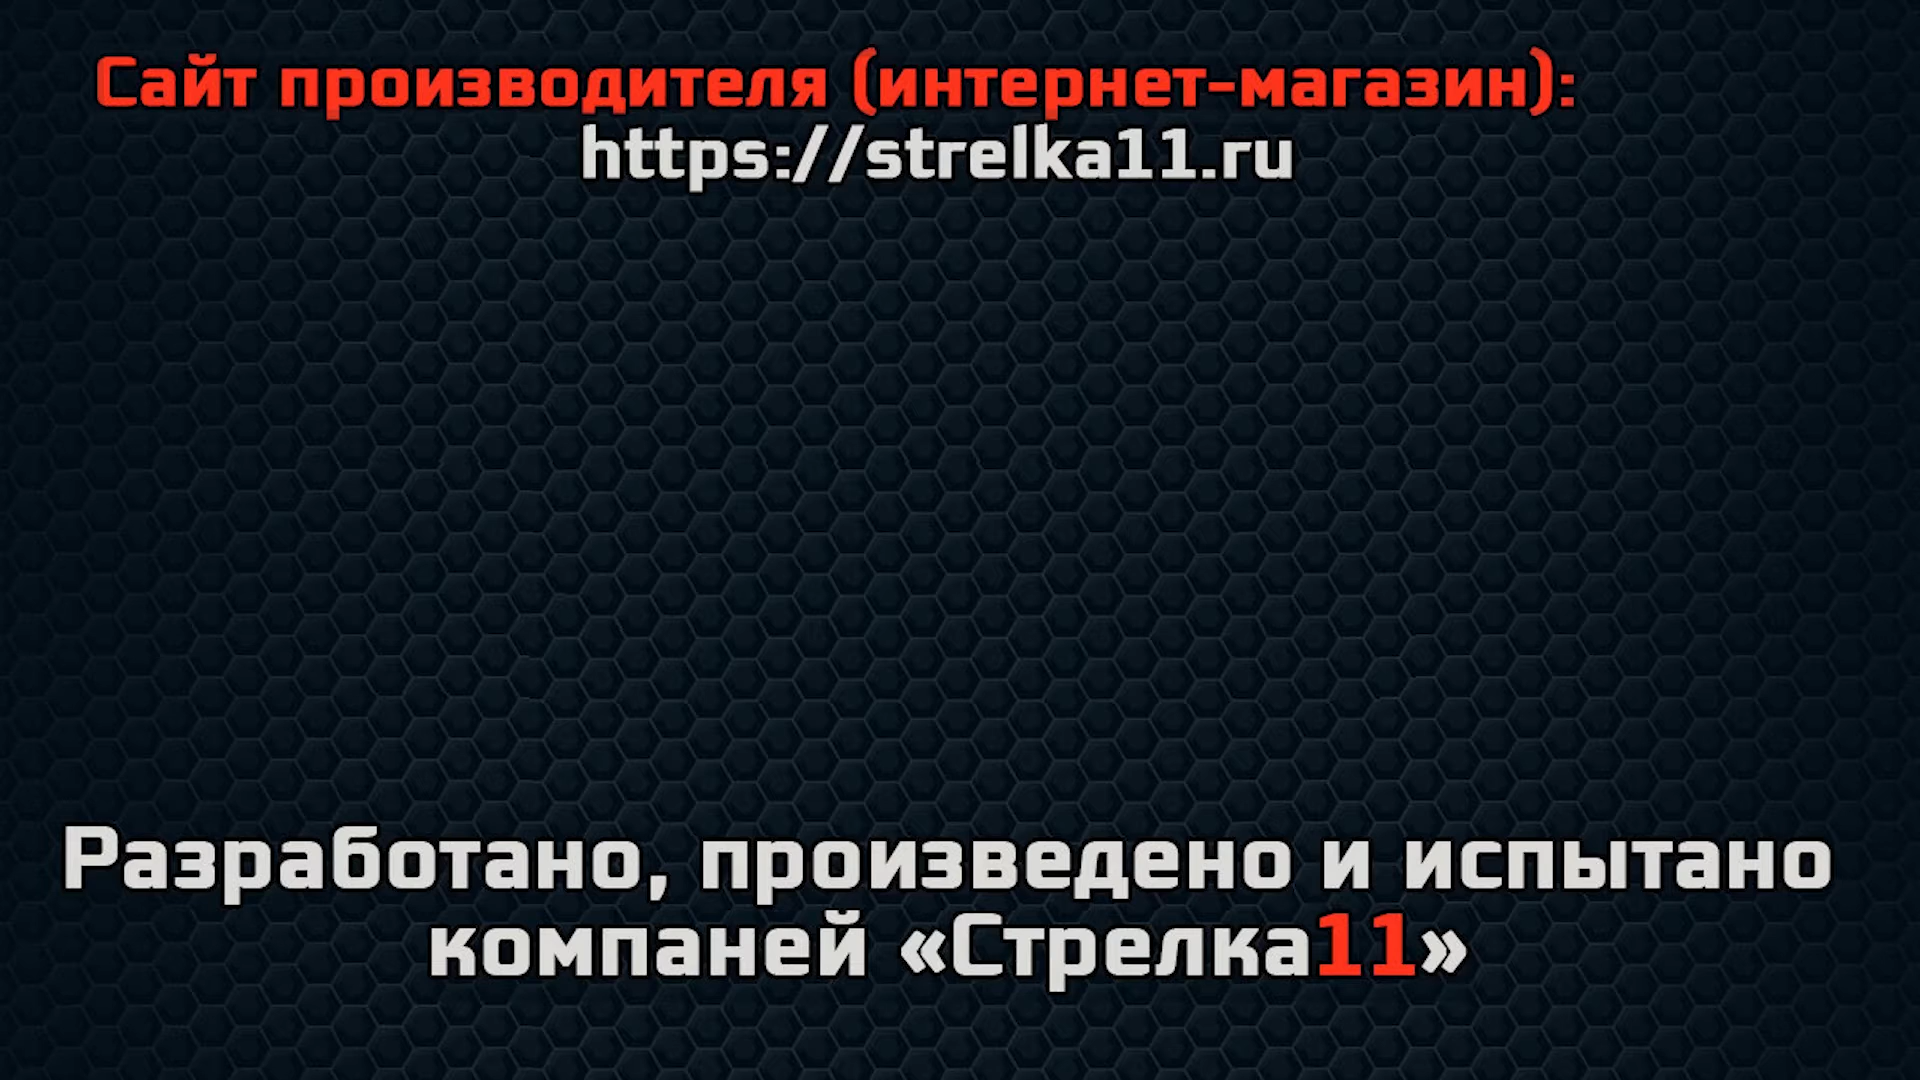 Сайт производителя (интернет-магазин):
https://strelka11.ru
Разработано, произведено и испытано
компаней «Стрелка11»